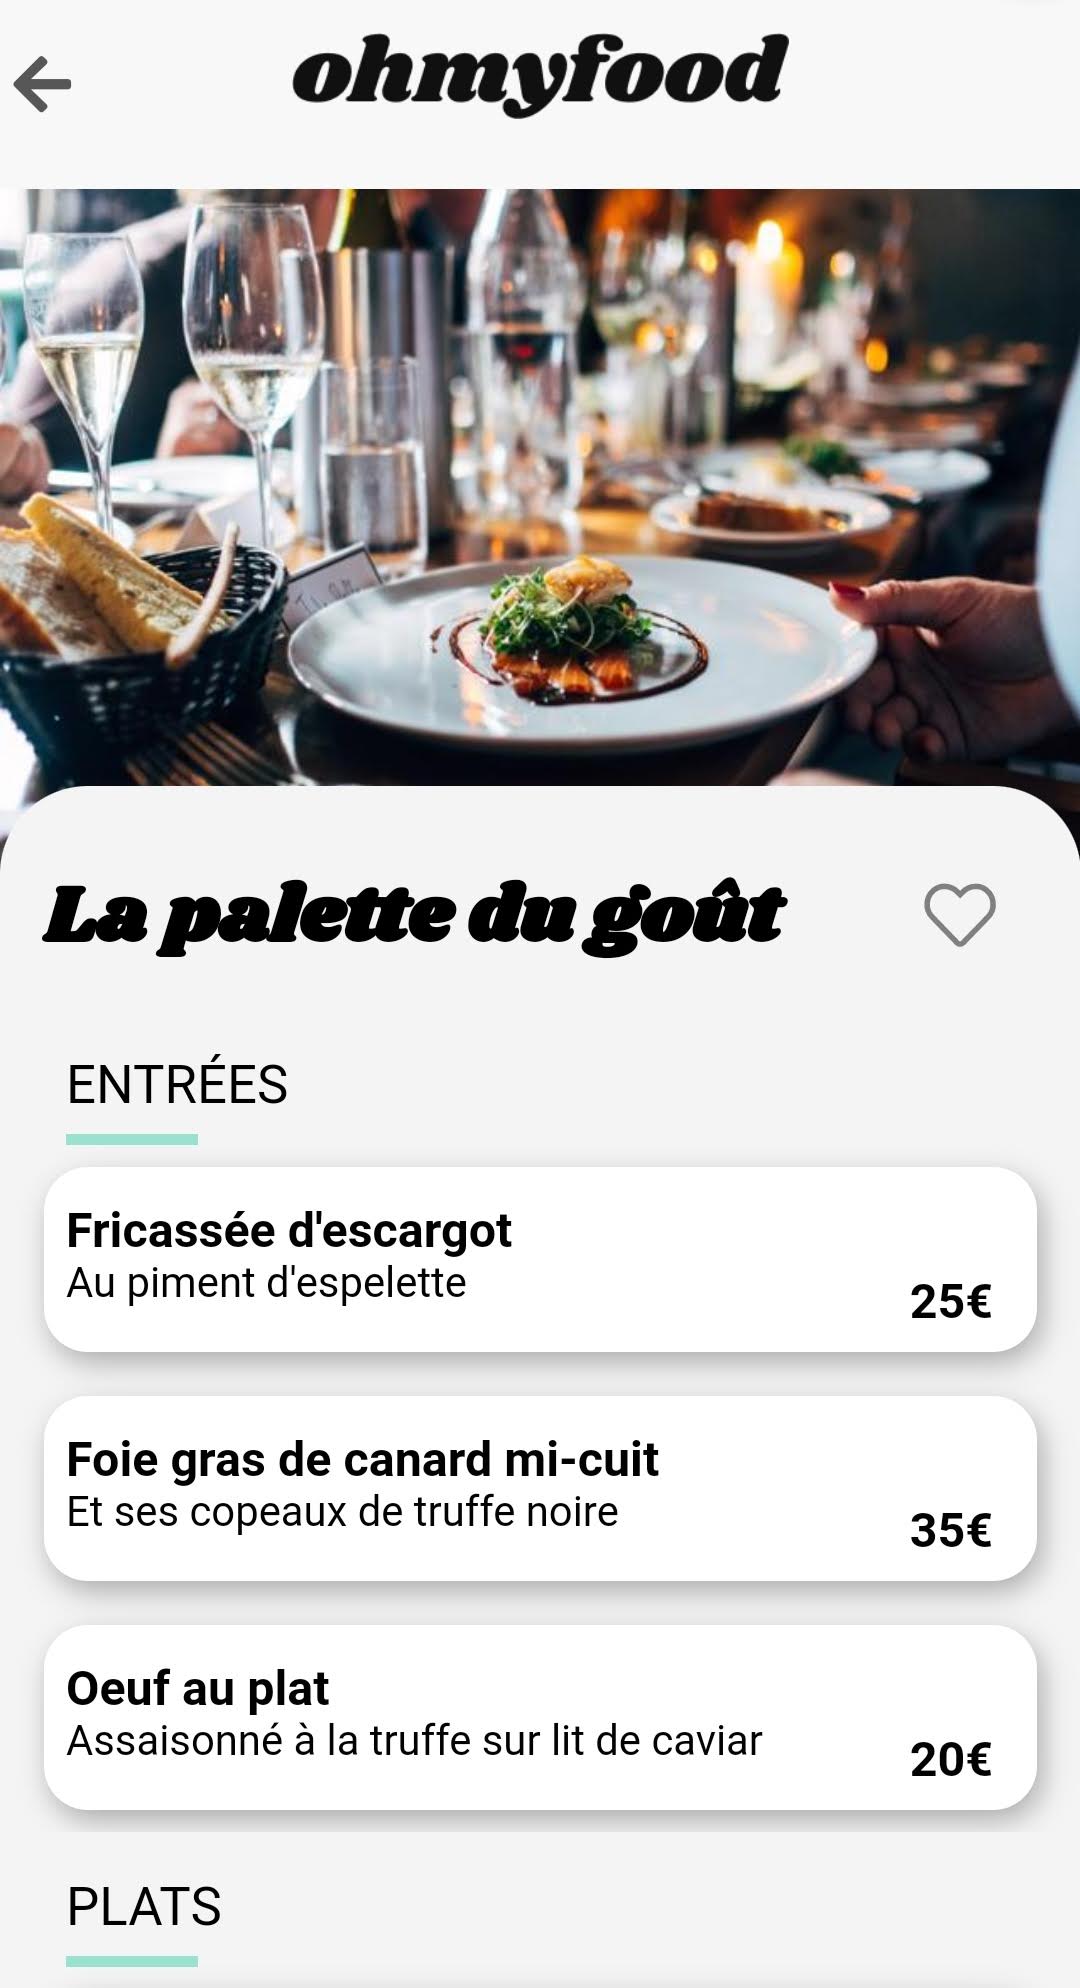 ohmyfood
La palette du goût
ENTRÉES
Fricassée d'escargot
Au piment d'espelette
25€
Foie gras de canard mi-cuit
Et ses copeaux de truffe noire
35€
Oeuf au plat
Assaisonné à la truffe sur lit de caviar
20€
PLATS